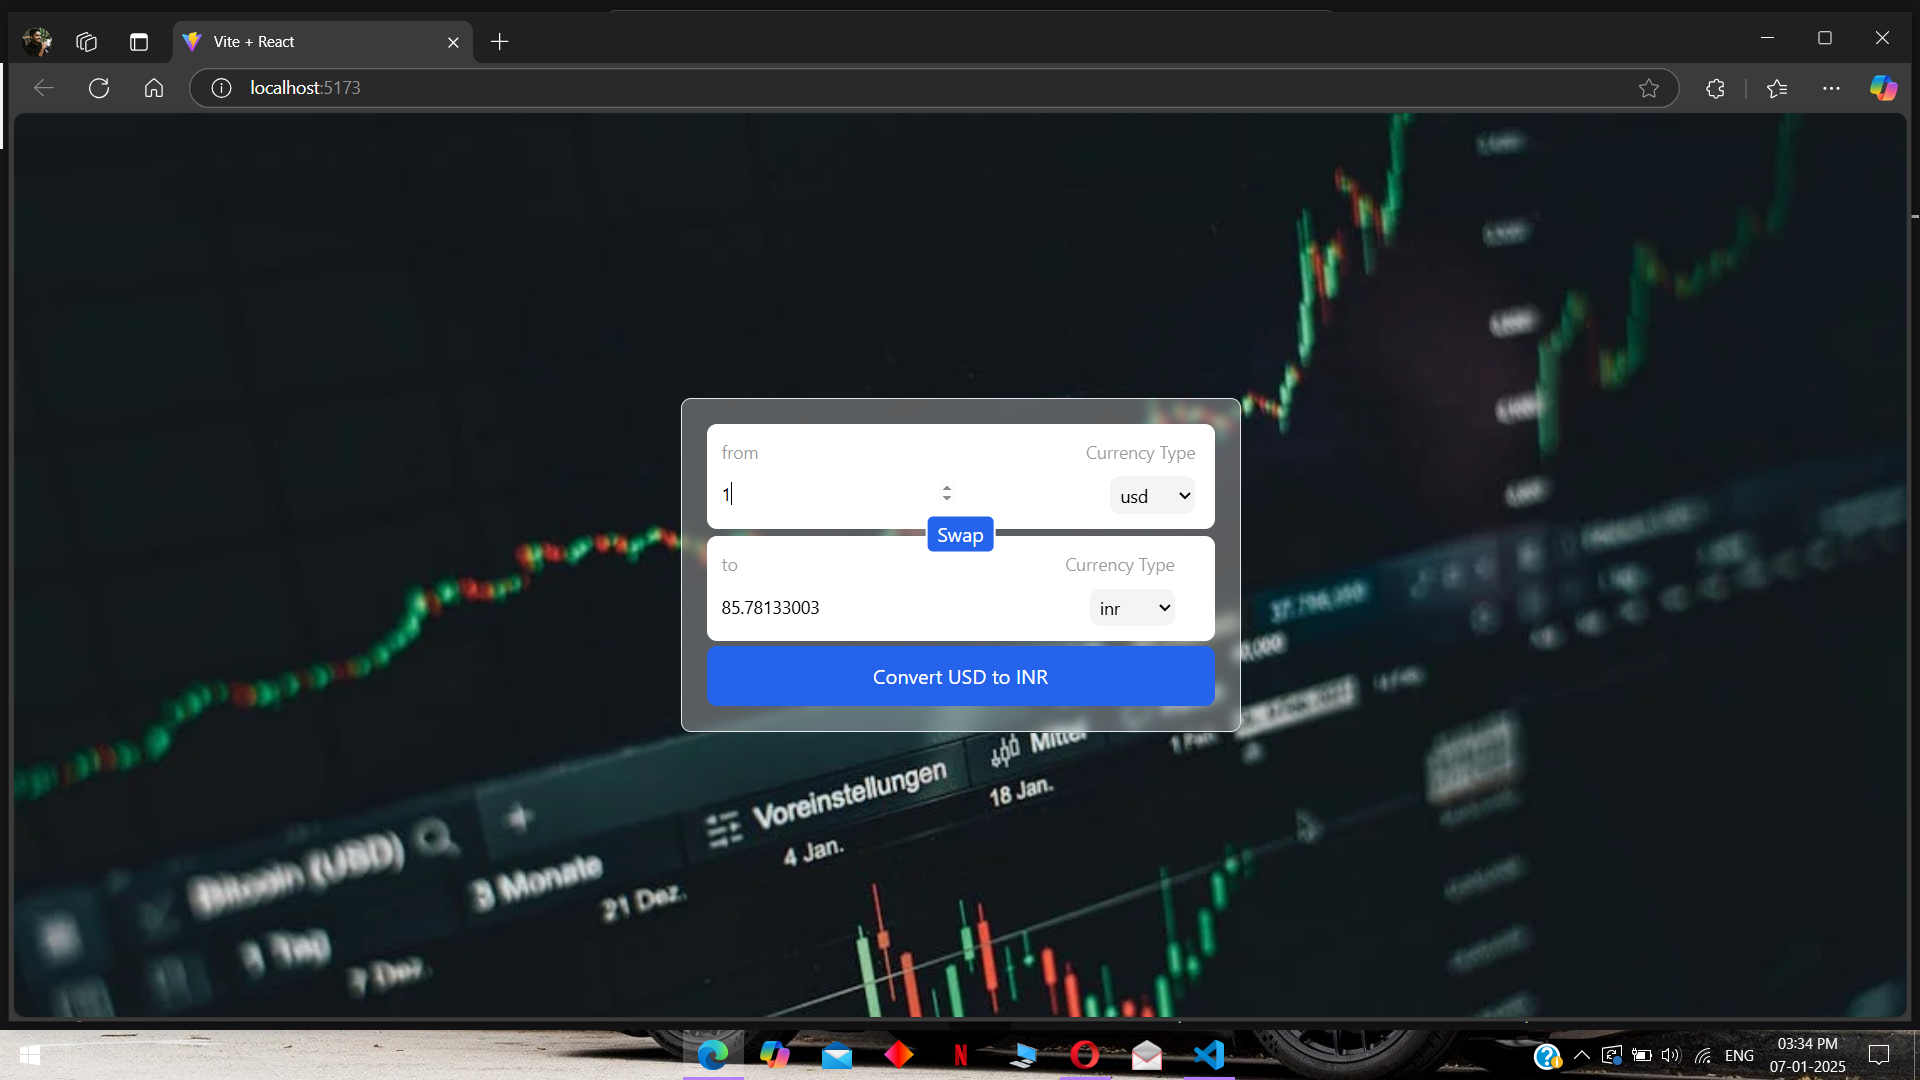 Vite + React
localhost:5173
from
Currency Type
1
usd
Swap
to
Currency Type
85.78133003
inr
Convert USD to INR
Mittel
Voreinstellungen
18 Jan.
4 Jan.
Bitcoin (USD)
3 Monate
21 Dez.
1 Tag
7 Dez.
ENG
03:34 PM
07-01-2025